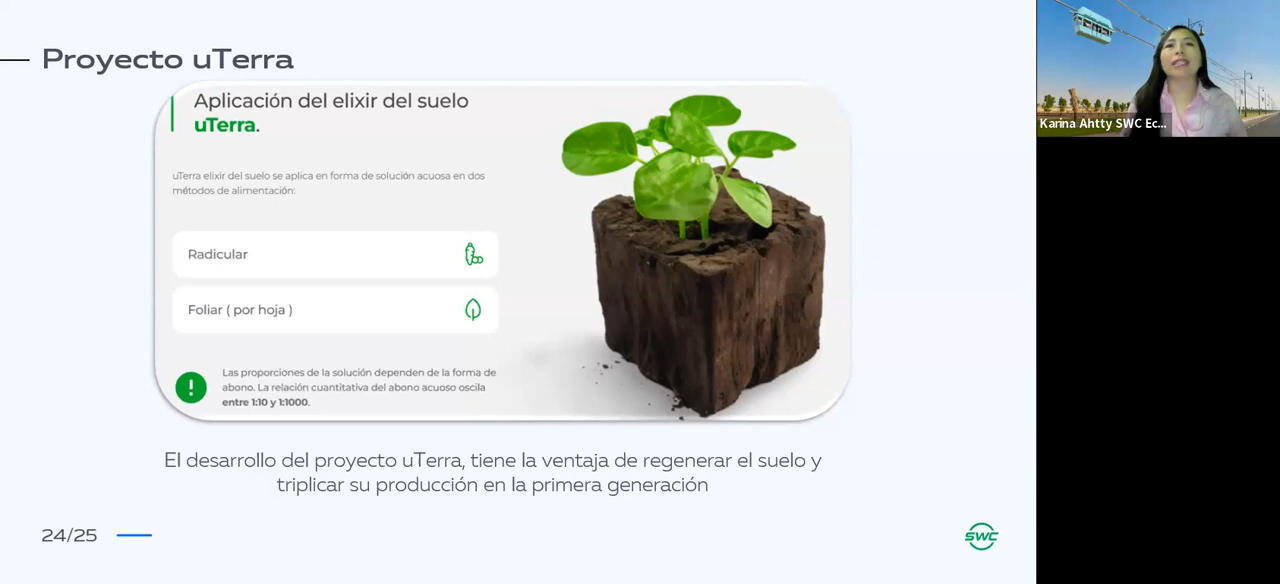 Proyecto uTerra
Aplicación del elixir del suelo
uTerra.
uTerra elixir del suelo se aplica en forma de solución acuosa en dos
métodos de alimentación:
Radicular
Foliar ( por hoja )
Las proporciones de la solución dependen de la forma de
abono. La relación cuantitativa del abono acuoso oscila
entre 1:10 y 1:1000.
El desarrollo del proyecto uTerra, tiene la ventaja de regenerar el suelo y
triplicar su producción en la primera generación
24/25
SWC
Karina Ahtty SWC Ec...